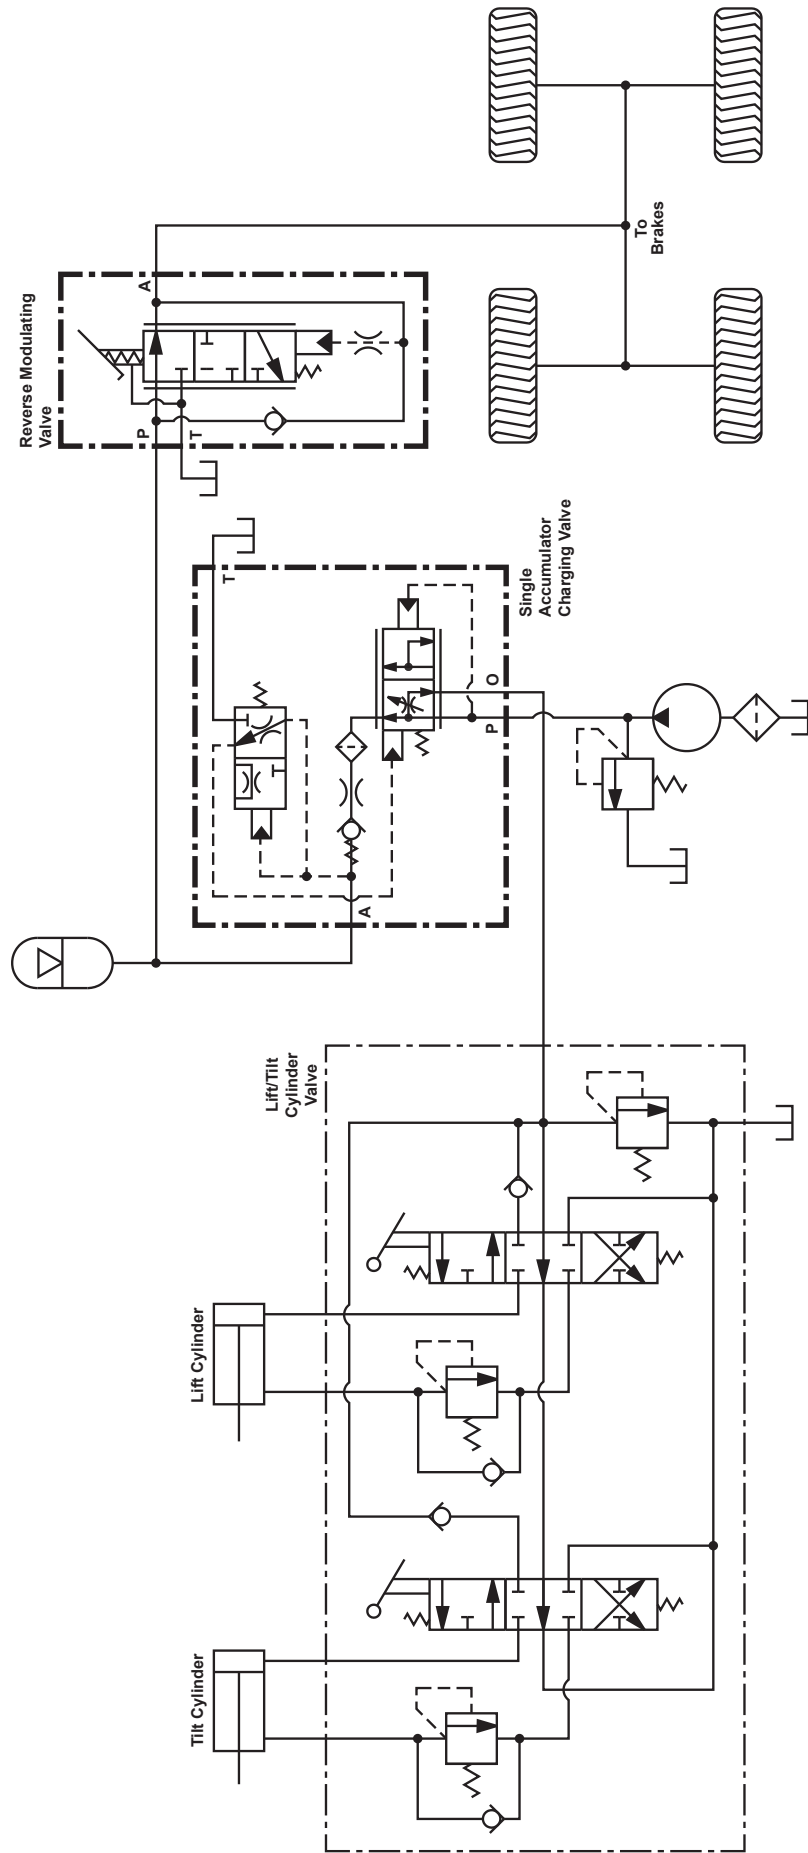 Reverse Modulating
Valve
P
A
T
To
Brakes
T
Single
Accumulator
Charging Valve
P
O
A
Lift/Tilt
Cylinder
Valve
Lift Cylinder
Tilt Cylinder